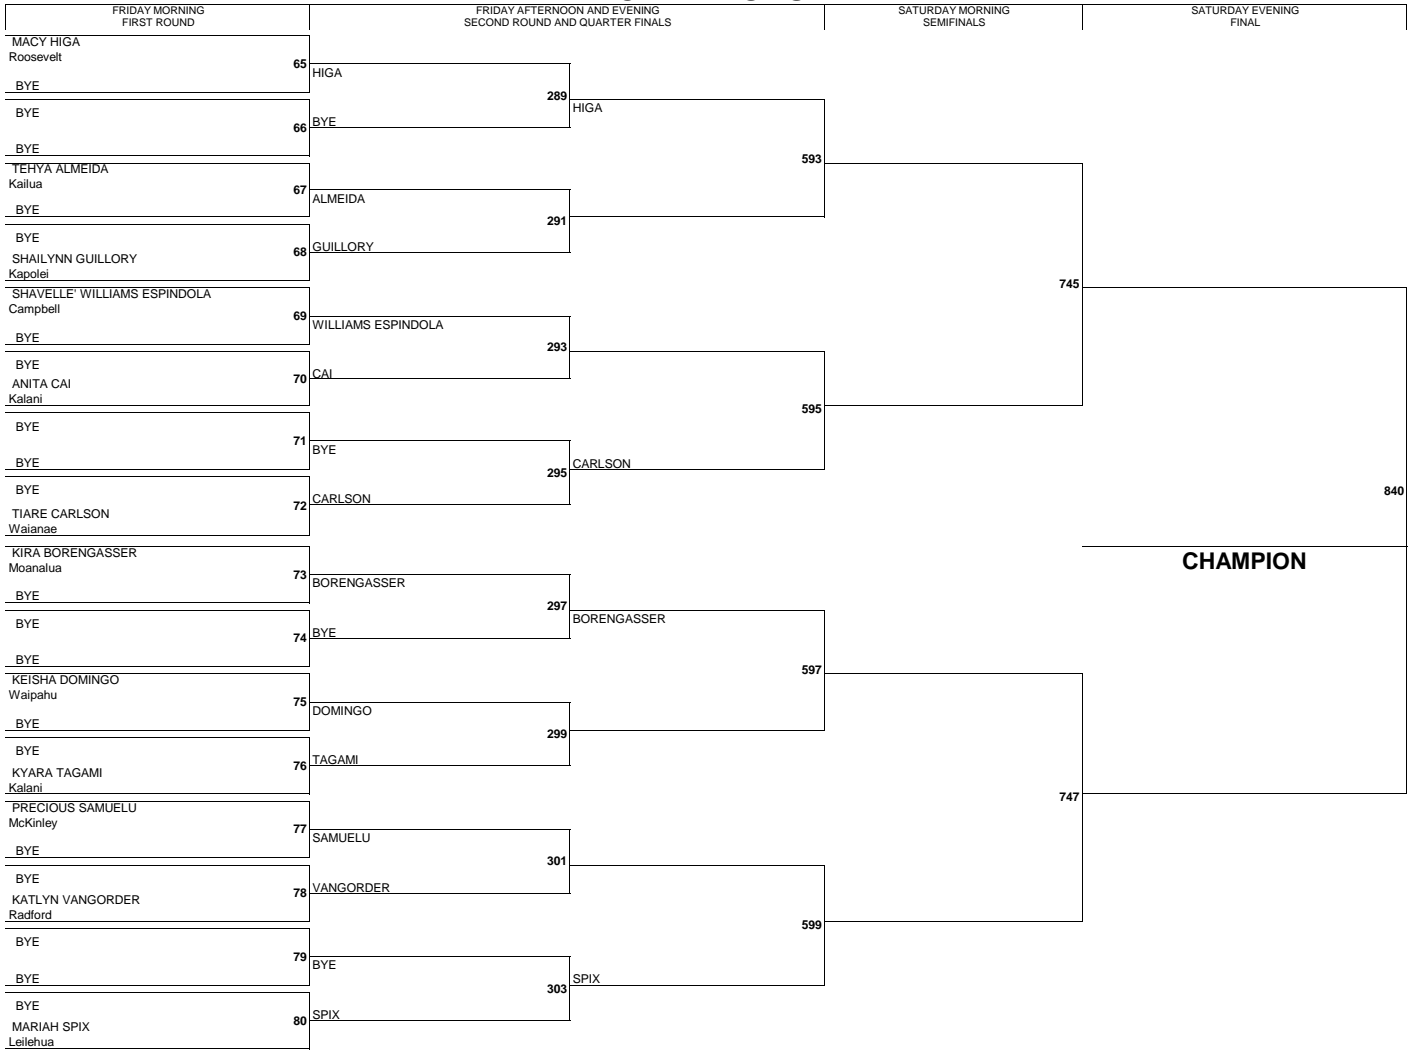 FRIDAY MORNING
FIRST ROUND
FRIDAY AFTERNOON AND EVENING
SECOND ROUND AND QUARTER FINALS
SATURDAY MORNING
SEMIFINALS
SATURDAY EVENING
FINAL
MACY HIGA
Roosevelt
65
BYE
HIGA
289
HIGA
BYE
66
BYE
BYE
593
TEHYA ALMEIDA
Kailua
67
BYE
ALMEIDA
291
BYE
68
GUILLORY
SHAILYNN GUILLORY
Kapolei
745
SHAVELLE' WILLIAMS ESPINDOLA
Campbell
69
BYE
WILLIAMS ESPINDOLA
293
BYE
70
CAI
ANITA CAI
Kalani
595
BYE
71
BYE
BYE
295
CARLSON
BYE
72
CARLSON
TIARE CARLSON
Waianae
840
CHAMPION
KIRA BORENGASSER
Moanalua
73
BYE
BORENGASSER
297
BORENGASSER
BYE
74
BYE
BYE
597
KEISHA DOMINGO
Waipahu
75
BYE
DOMINGO
299
BYE
76
TAGAMI
KYARA TAGAMI
Kalani
747
PRECIOUS SAMUELU
McKinley
77
BYE
SAMUELU
301
BYE
78
VANGORDER
KATLYN VANGORDER
Radford
599
BYE
79
BYE
BYE
303
SPIX
BYE
80
SPIX
MARIAH SPIX
Leilehua